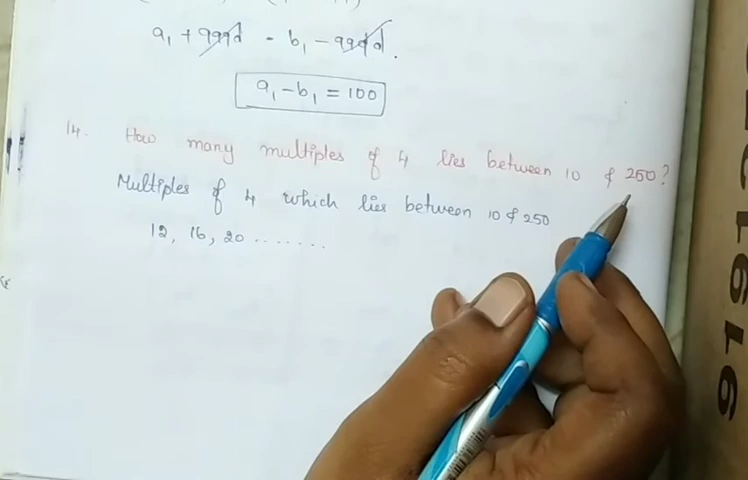 a₁ + 999d = b₁ - 999d.
a₁ - b₁ = 100
14. How many multiples of 4 lies between 10 & 250?
Multiples of 4 which lies between 10 & 250
12, 16, 20 .......